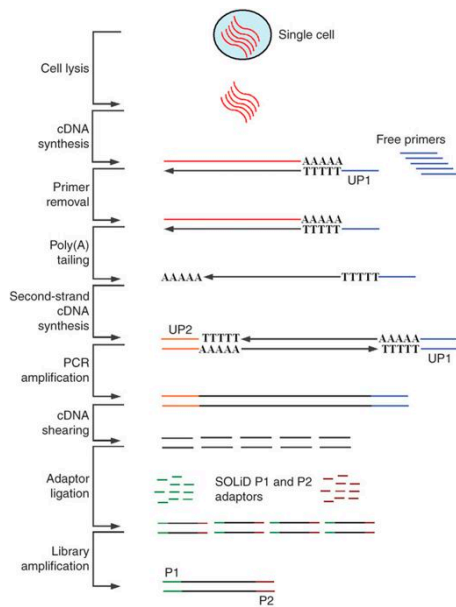 Single cell
Cell lysis
cDNA
synthesis
Free primers
AAAAA
TTTTT
UP1
Primer
removal
AAAAA
TTTTT
Poly(A)
tailing
AAAAA
TTTTT
Second-strand
cDNA
synthesis
UP2
TTTTT
AAAAA
AAAAA
TTTTT
UP1
PCR
amplification
cDNA
shearing
Adaptor
ligation
SOLiD P1 and P2
adaptors
Library
amplification
P1
P2